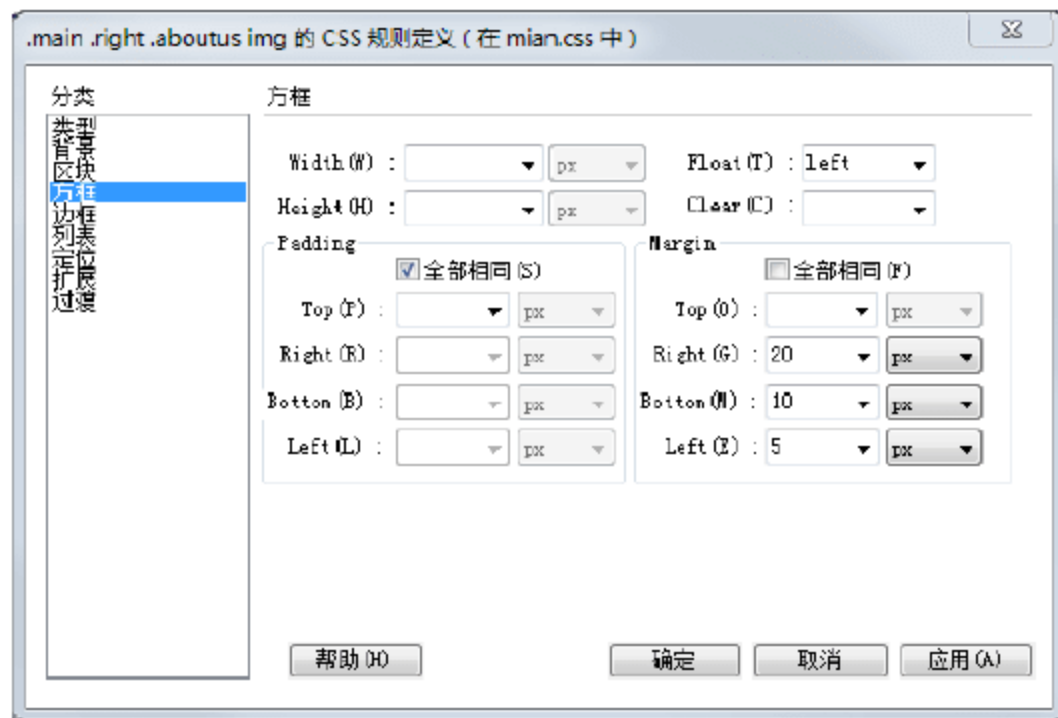 .main .right .aboutus img 的 CSS 规则定义 ( 在 mian.css 中 )
分类
类型
背景
区块
方框
边框
列表
定位
扩展
过渡
方框
Width(W) : px
Float(T) : left
Height(H) : px
Clear(C) :
Padding
全部相同(S)
Top(P) : px
Right(R) : px
Bottom(B) : px
Left(L) : px
Margin
全部相同(F)
Top(O) : px
Right(G) : 20 px
Bottom(M) : 10 px
Left(E) : 5 px
帮助(H)
确定
取消
应用(A)